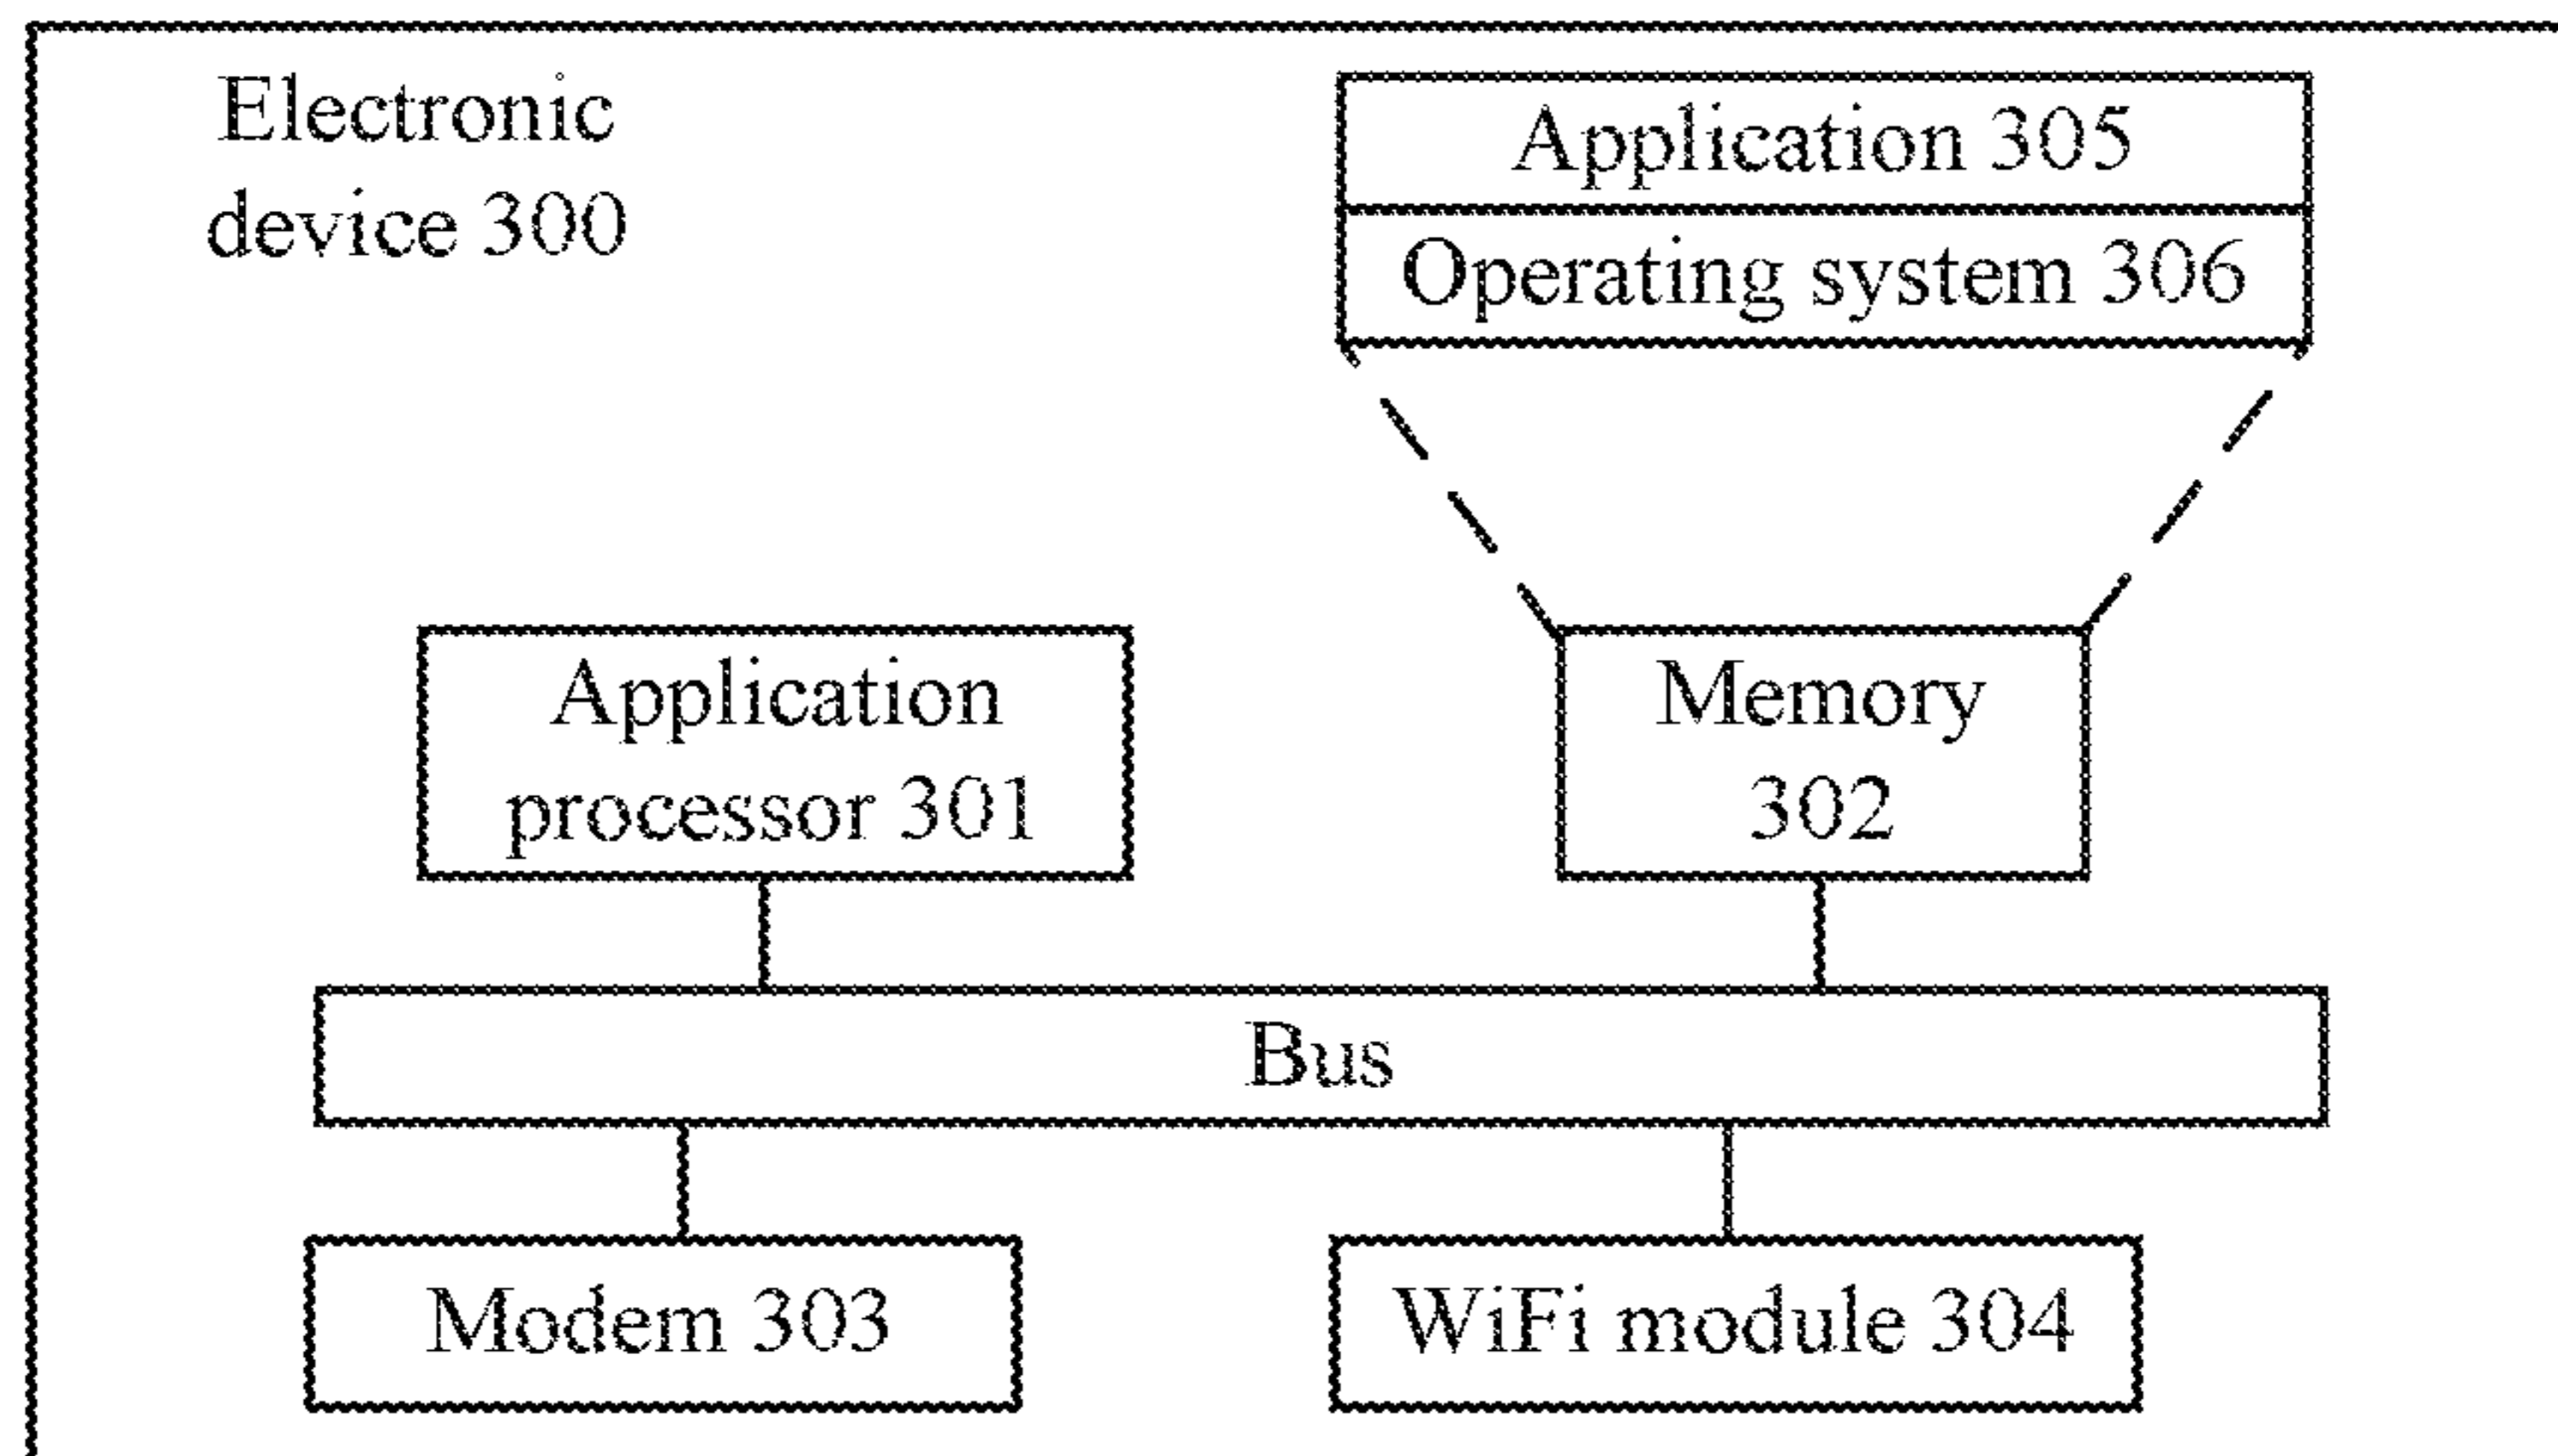 Electronic
device 300
Application 305
Operating system 306
Application
processor 301
Memory
302
Bus
Modem 303
WiFi module 304